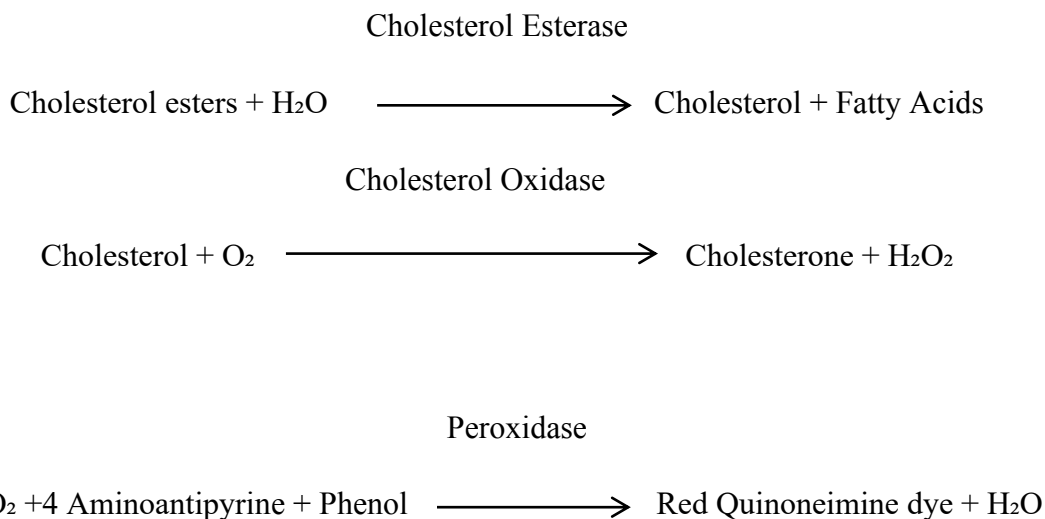 Cholesterol Esterase
Cholesterol esters + H₂O Cholesterol + Fatty Acids
Cholesterol Oxidase
Cholesterol + O₂ Cholesterone + H₂O₂
Peroxidase
O₂ +4 Aminoantipyrine + Phenol Red Quinoneimine dye + H₂O